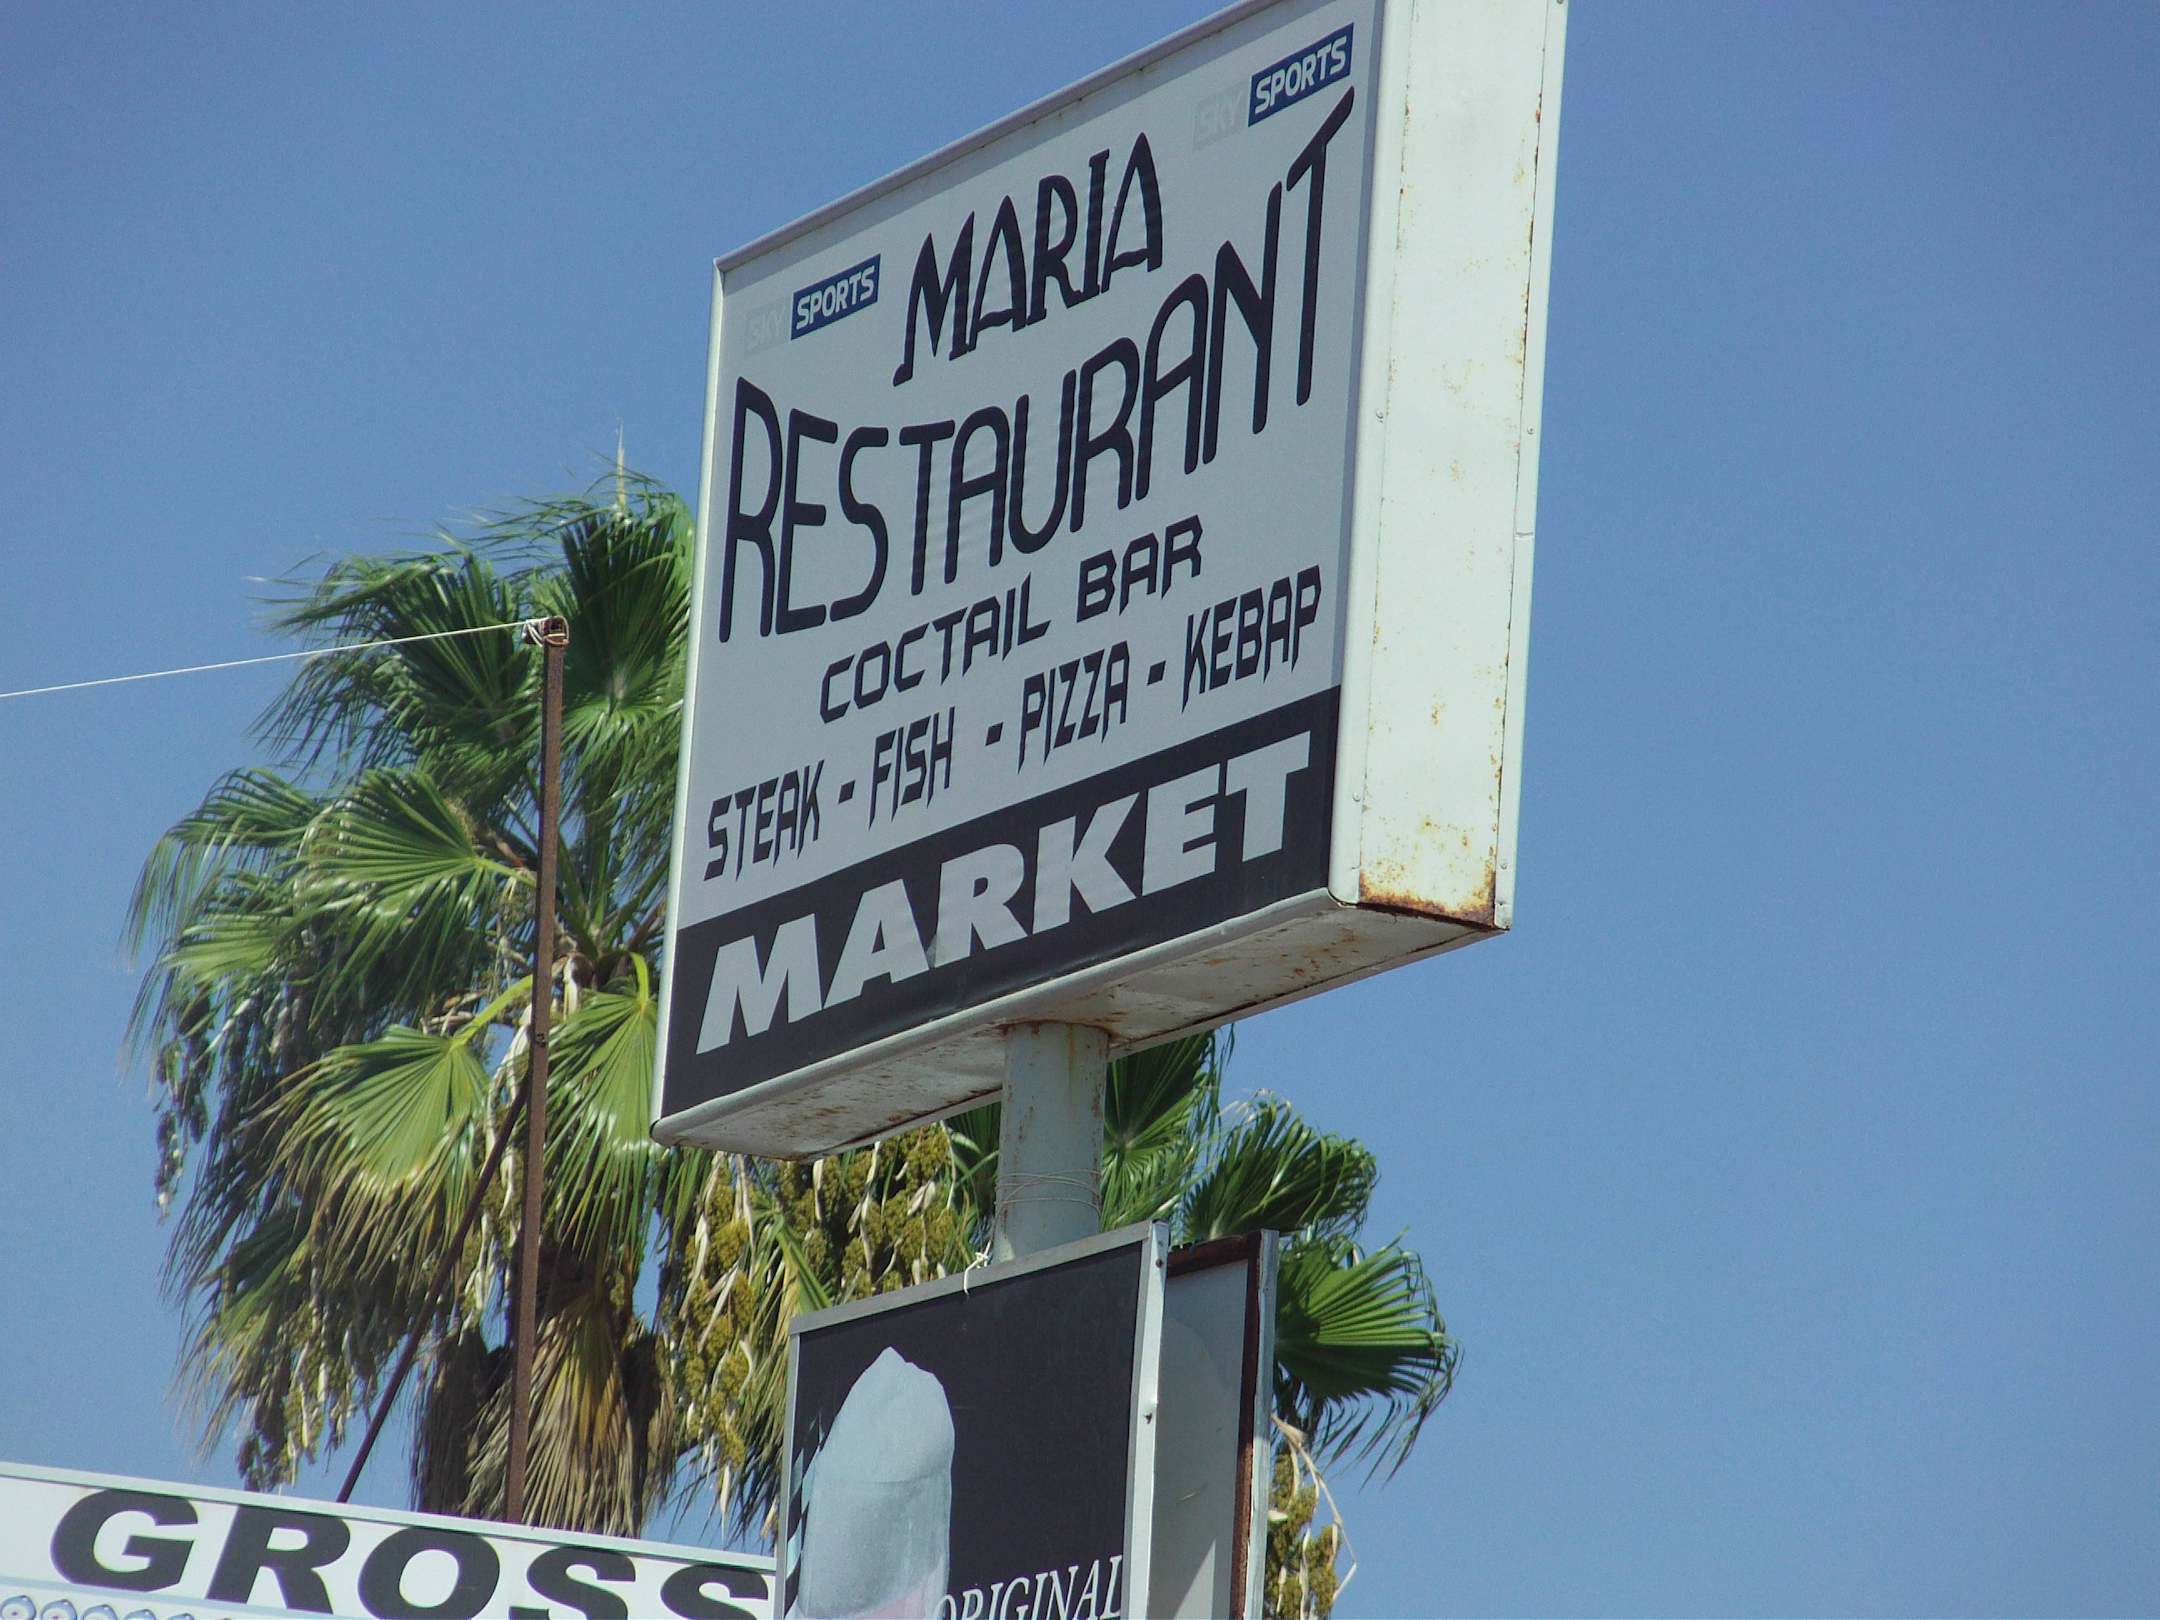 SKY SPORTS
MARIA
SKY SPORTS
RESTAURANT
COCTAIL BAR
STEAK - FISH - PIZZA - KEBAP
MARKET
GROSS
ORIGINAL